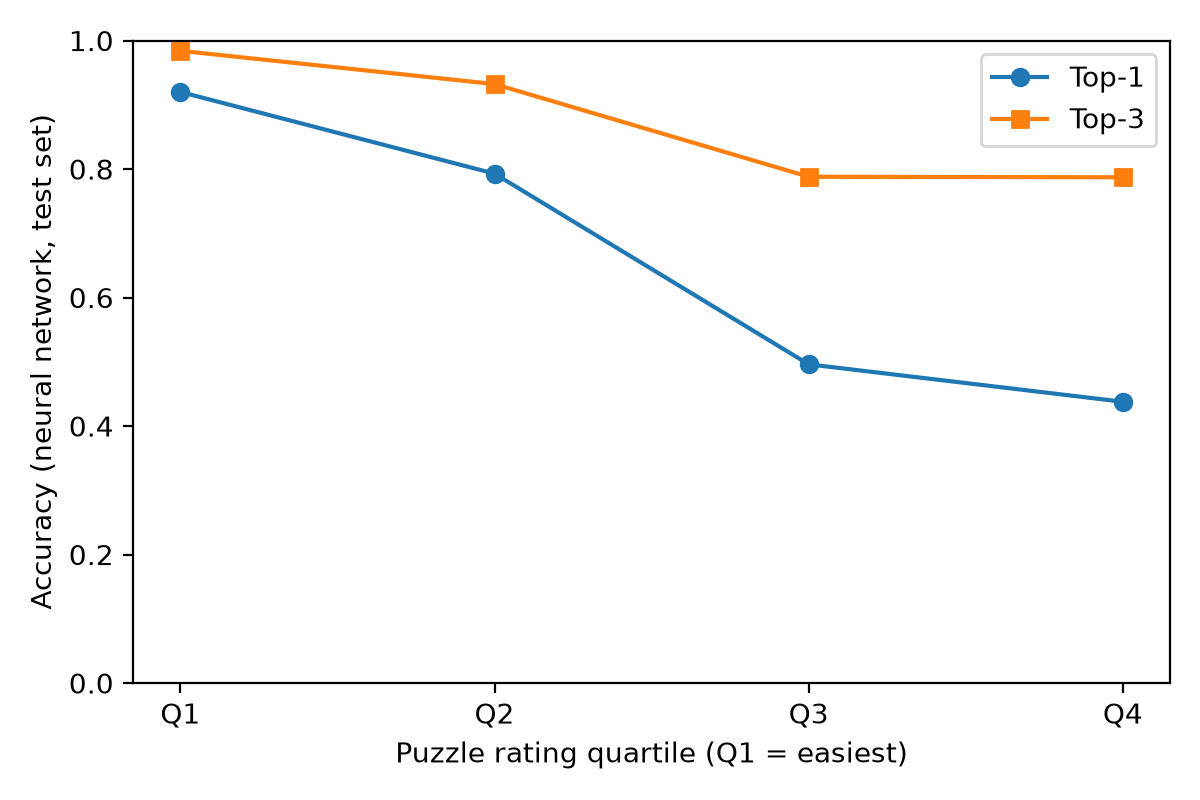 1.0
0.8
0.6
0.4
0.2
0.0
Accuracy (neural network, test set)
Top-1
Top-3
Q1 Q2 Q3 Q4
Puzzle rating quartile (Q1 = easiest)